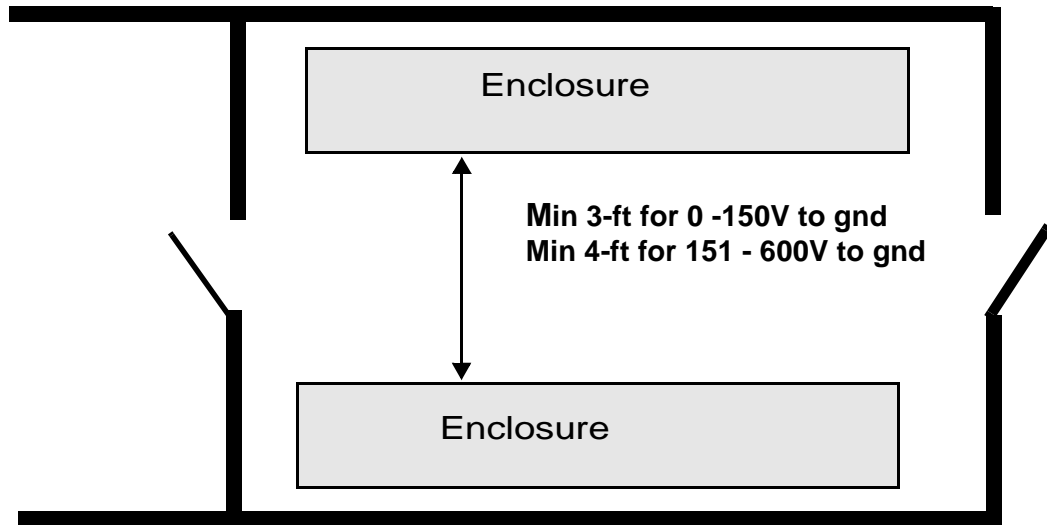 Enclosure
Min 3-ft for 0 -150V to gnd
Min 4-ft for 151 - 600V to gnd
Enclosure